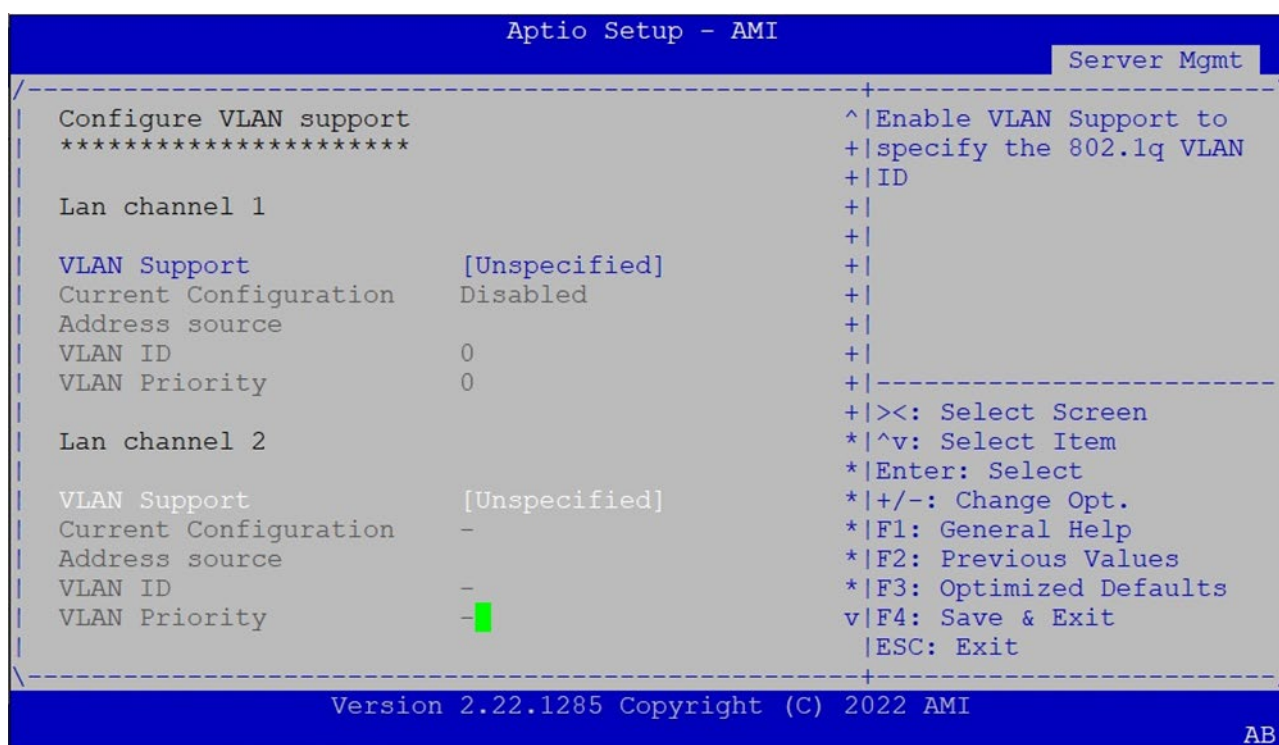 Aptio Setup - AMI
Server Mgmt
/----------------------------------------------------+-------------------------
| Configure VLAN support ^|Enable VLAN Support to
| ********************** +|specify the 802.1q VLAN
| +|ID
| Lan channel 1 +|
| +|
| VLAN Support [Unspecified] +|
| Current Configuration Disabled +|
| Address source +|
| VLAN ID 0 +|
| VLAN Priority 0 +|-------------------------
| +|><: Select Screen
| Lan channel 2 *|^v: Select Item
| *|Enter: Select
| VLAN Support [Unspecified] *|+/-: Change Opt.
| Current Configuration - *|F1: General Help
| Address source *|F2: Previous Values
| VLAN ID - *|F3: Optimized Defaults
| VLAN Priority - v|F4: Save & Exit
| |ESC: Exit
\----------------------------------------------------+-------------------------
Version 2.22.1285 Copyright (C) 2022 AMI
AB